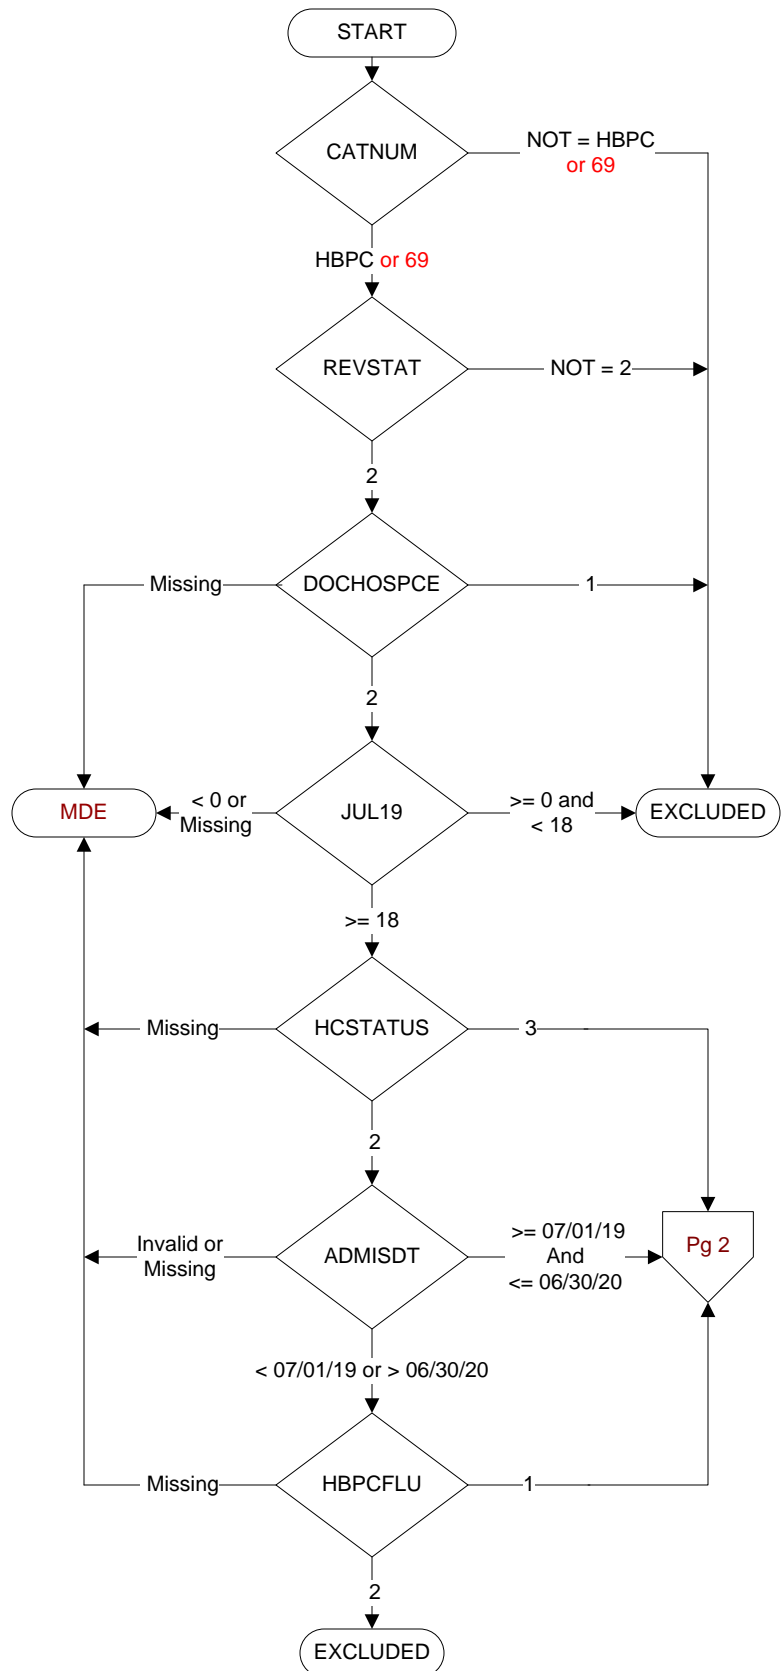 START
CATNUM
NOT = HBPC
or 69
HBPC or 69
REVSTAT
NOT = 2
2
Missing
DOCHOSPCE
1
2
MDE
< 0 or
Missing
JUL19
>= 0 and
< 18
EXCLUDED
>= 18
Missing
HCSTATUS
3
2
Invalid or
Missing
ADMISDT
>= 07/01/19
And
<= 06/30/20
Pg 2
< 07/01/19 or > 06/30/20
Missing
HBPCFLU
1
2
EXCLUDED